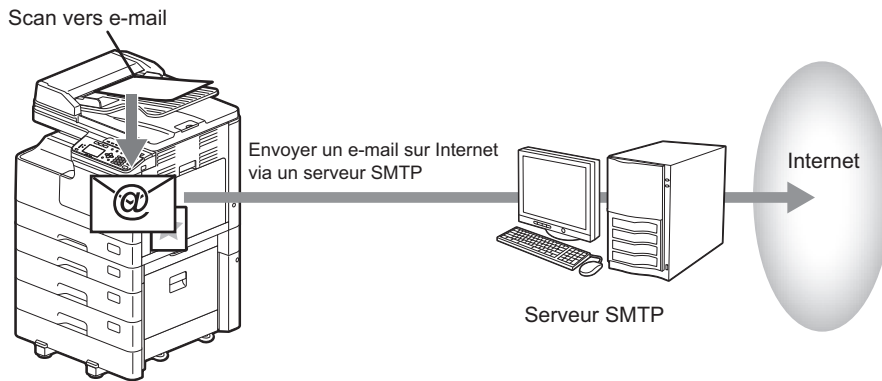 Scan vers e-mail
Envoyer un e-mail sur Internet
via un serveur SMTP
Internet
@
Serveur SMTP